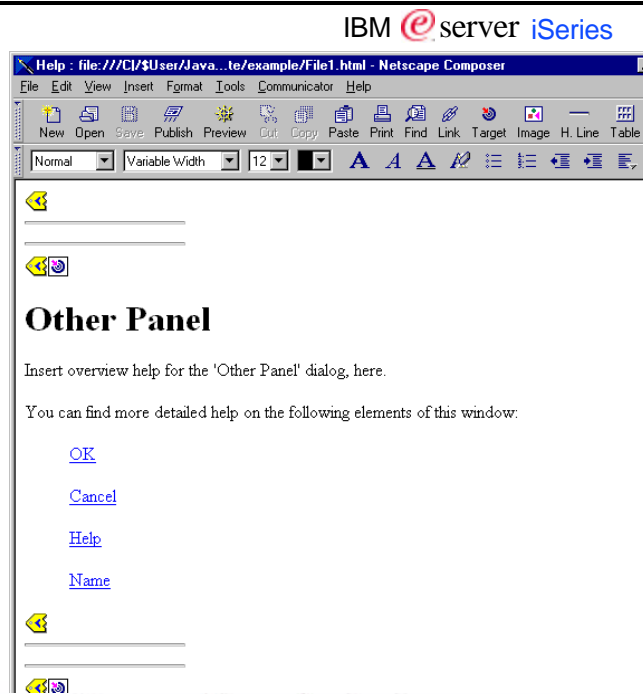 IBM e server iSeries
Help : file:///C|/$User/Java...te/example/File1.html - Netscape Composer
File Edit View Insert Format Tools Communicator Help
New Open Save Publish Preview Cut Copy Paste Print Find Link Target Image H. Line Table
Normal Variable Width 12 A A A
Other Panel
Insert overview help for the 'Other Panel' dialog, here.
You can find more detailed help on the following elements of this window:
OK
Cancel
Help
Name